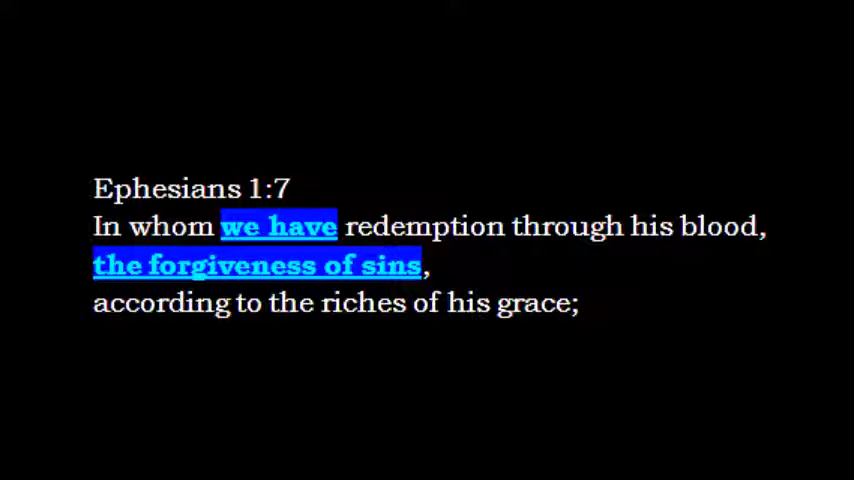 Ephesians 1:7
In whom we have redemption through his blood,
the forgiveness of sins,
according to the riches of his grace;